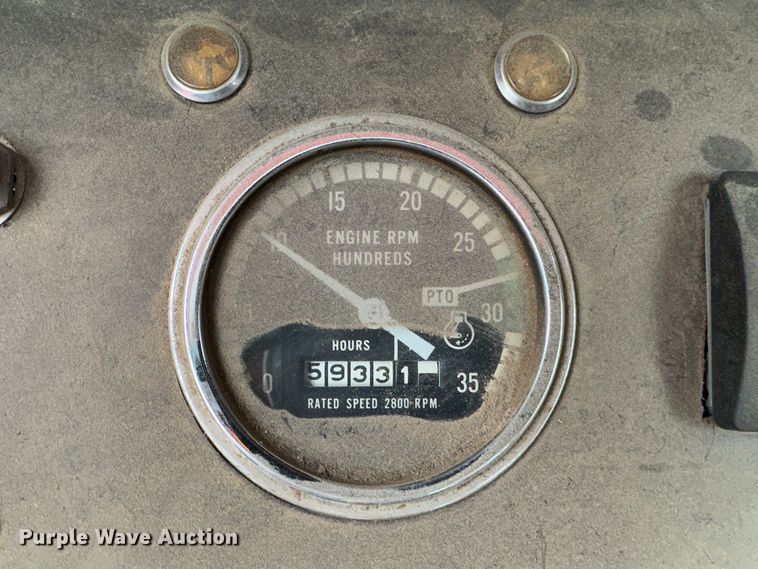 15 20
10 25
ENGINE RPM
HUNDREDS
PTO 30
HOURS
0 59331 35
RATED SPEED 2800 RPM
Purple Wave Auction